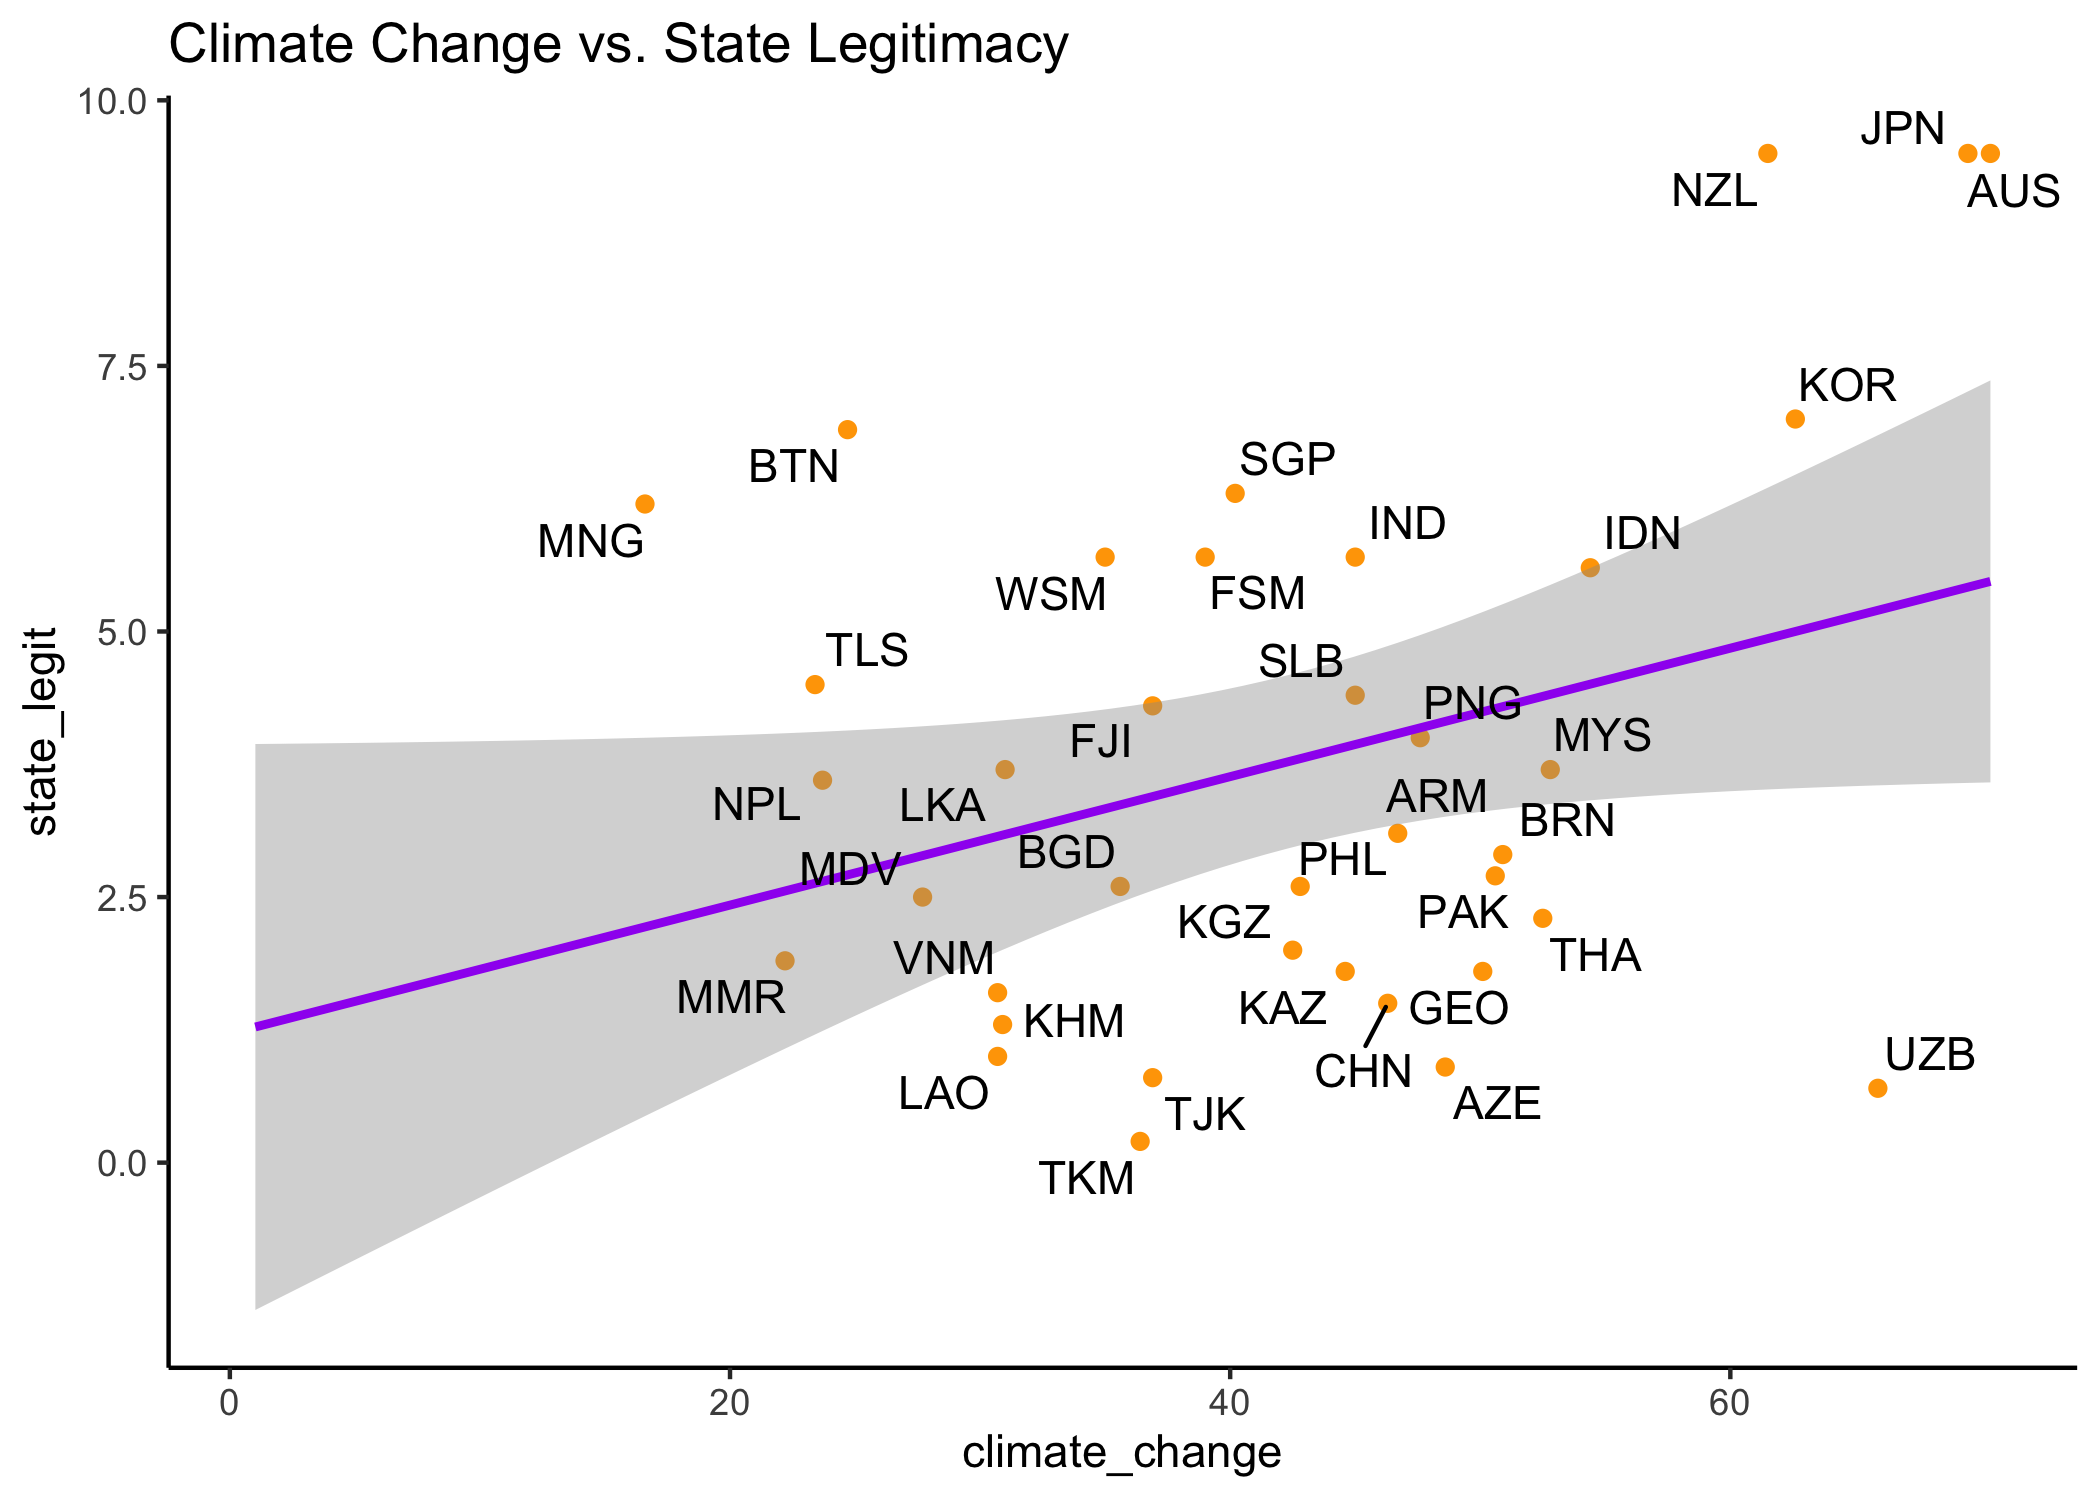 Climate Change vs. State Legitimacy
10.0
JPN
NZL
AUS
7.5
KOR
BTN
SGP
MNG
IND
IDN
WSM
FSM
5.0
TLS
SLB
PNG
FJI
MYS
NPL
LKA
ARM
BRN
MDV
BGD
PHL
2.5
PAK
KGZ
VNM
THA
MMR
KAZ
GEO
KHM
UZB
CHN
LAO
AZE
TJK
0.0
TKM
state_legit
0
20
40
60
climate_change